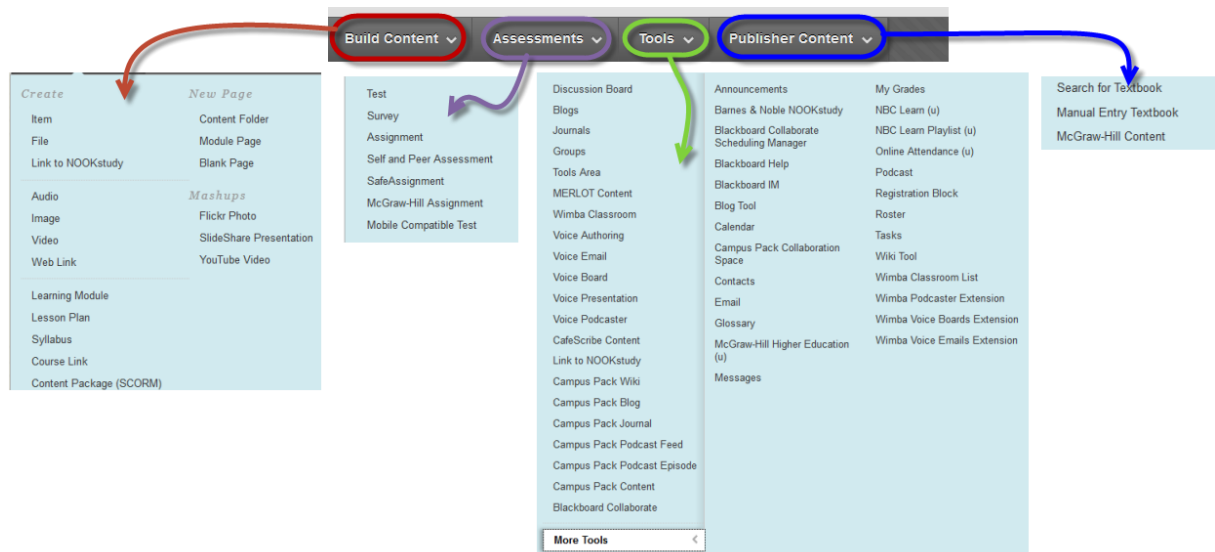 Build Content
Assessments
Tools
Publisher Content
Create
Item
File
Link to NOOKstudy
Audio
Image
Video
Web Link
Learning Module
Lesson Plan
Syllabus
Course Link
Content Package (SCORM)
New Page
Content Folder
Module Page
Blank Page
Mashups
Flickr Photo
SlideShare Presentation
YouTube Video
Test
Survey
Assignment
Self and Peer Assessment
SafeAssignment
McGraw-Hill Assignment
Mobile Compatible Test
Discussion Board
Blogs
Journals
Groups
Tools Area
MERLOT Content
Wimba Classroom
Voice Authoring
Voice Email
Voice Board
Voice Presentation
Voice Podcaster
CafeScribe Content
Link to NOOKstudy
Campus Pack Wiki
Campus Pack Blog
Campus Pack Journal
Campus Pack Podcast Feed
Campus Pack Podcast Episode
Campus Pack Content
Blackboard Collaborate
More Tools
Announcements
Barnes & Noble NOOKstudy
Blackboard Collaborate
Scheduling Manager
Blackboard Help
Blackboard IM
Blog Tool
Calendar
Campus Pack Collaboration
Space
Contacts
Email
Glossary
McGraw-Hill Higher Education
(u)
Messages
My Grades
NBC Learn (u)
NBC Learn Playlist (u)
Online Attendance (u)
Podcast
Registration Block
Roster
Tasks
Wiki Tool
Wimba Classroom List
Wimba Podcaster Extension
Wimba Voice Boards Extension
Wimba Voice Emails Extension
Search for Textbook
Manual Entry Textbook
McGraw-Hill Content